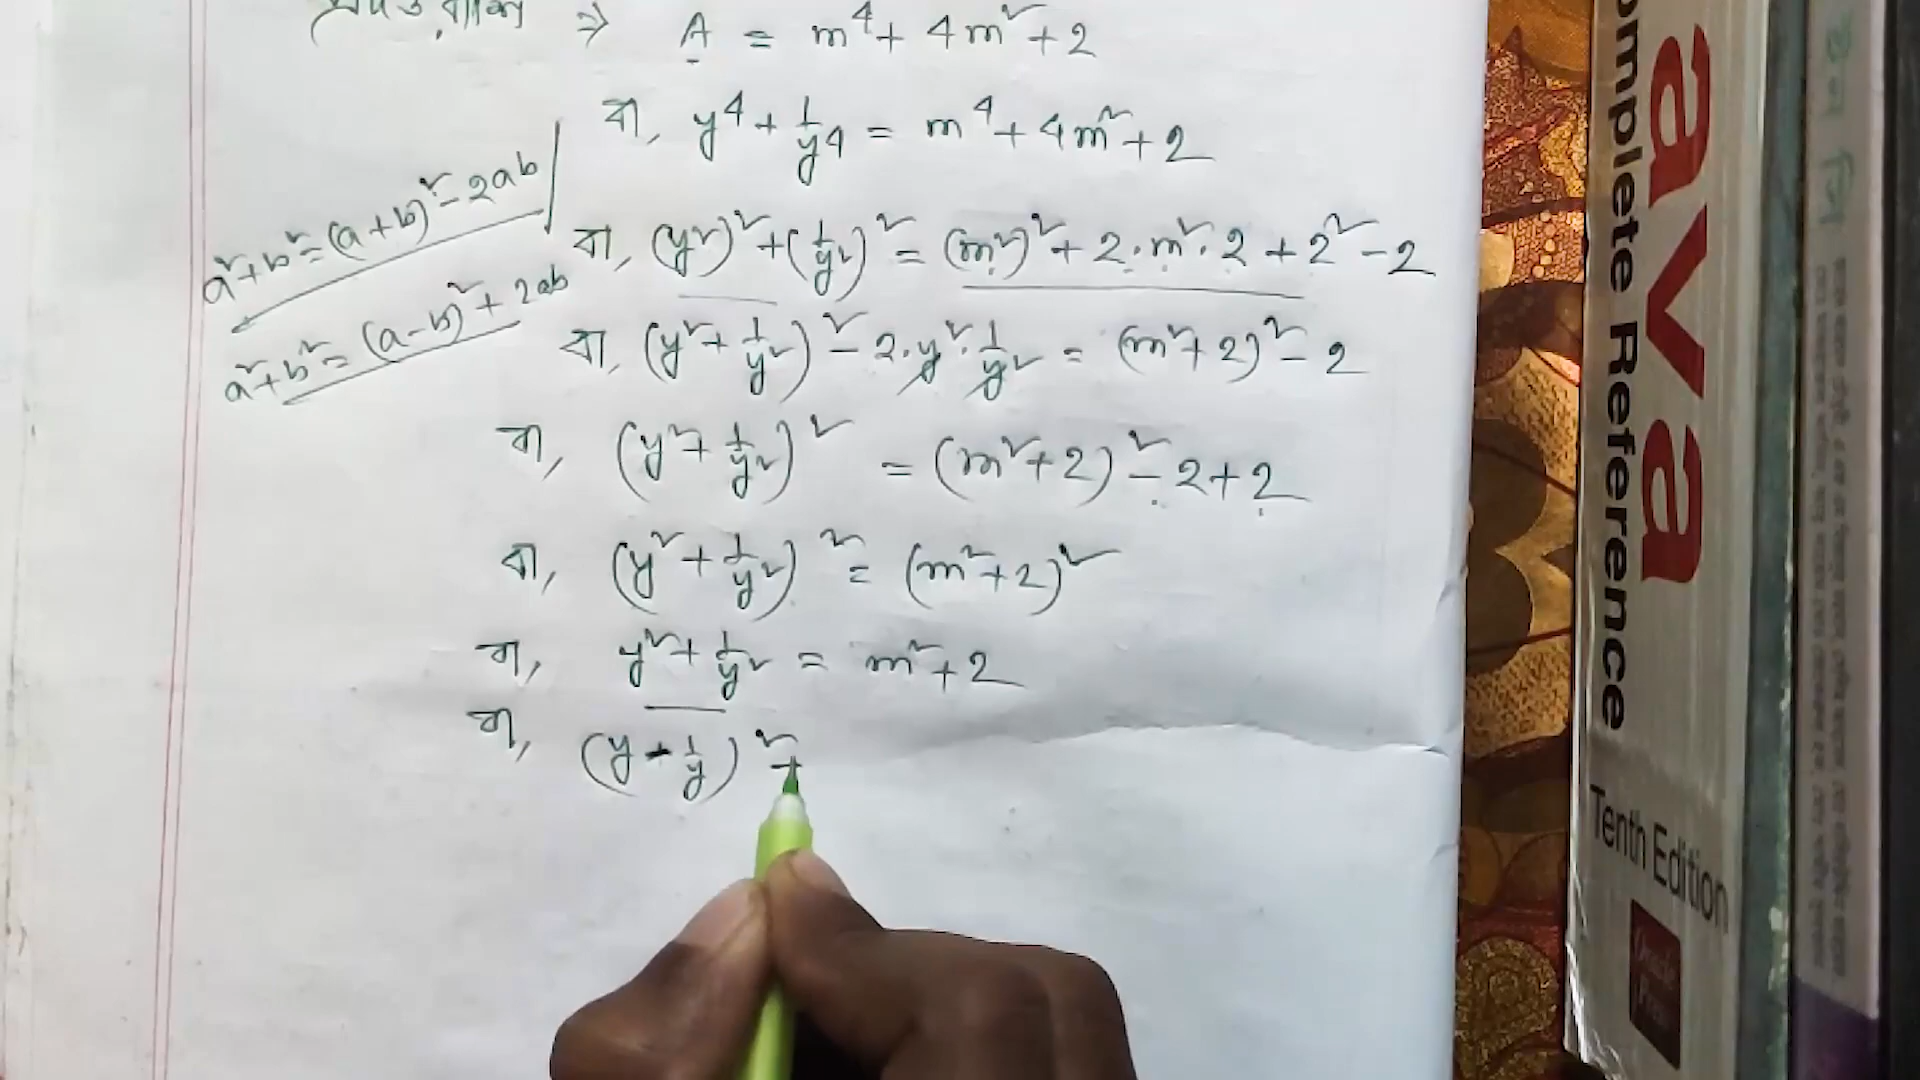 ⇒ A = m⁴ + 4m² + 2
বা, y⁴ + 1/y⁴ = m⁴ + 4m² + 2
a² + b² = (a + b)² - 2ab
বা, (y²)² + (1/y²)² = (m²)² + 2·m²·2 + 2² - 2
a² + b² = (a - b)² + 2ab
বা, (y² + 1/y²)² - 2·y²·1/y² = (m² + 2)² - 2
বা, (y² + 1/y²)² = (m² + 2)² - 2 + 2
বা, (y² + 1/y²)² = (m² + 2)²
বা, y² + 1/y² = m² + 2
বা, (y - 1/y)² +
ava
omplete Reference
Tenth Edition